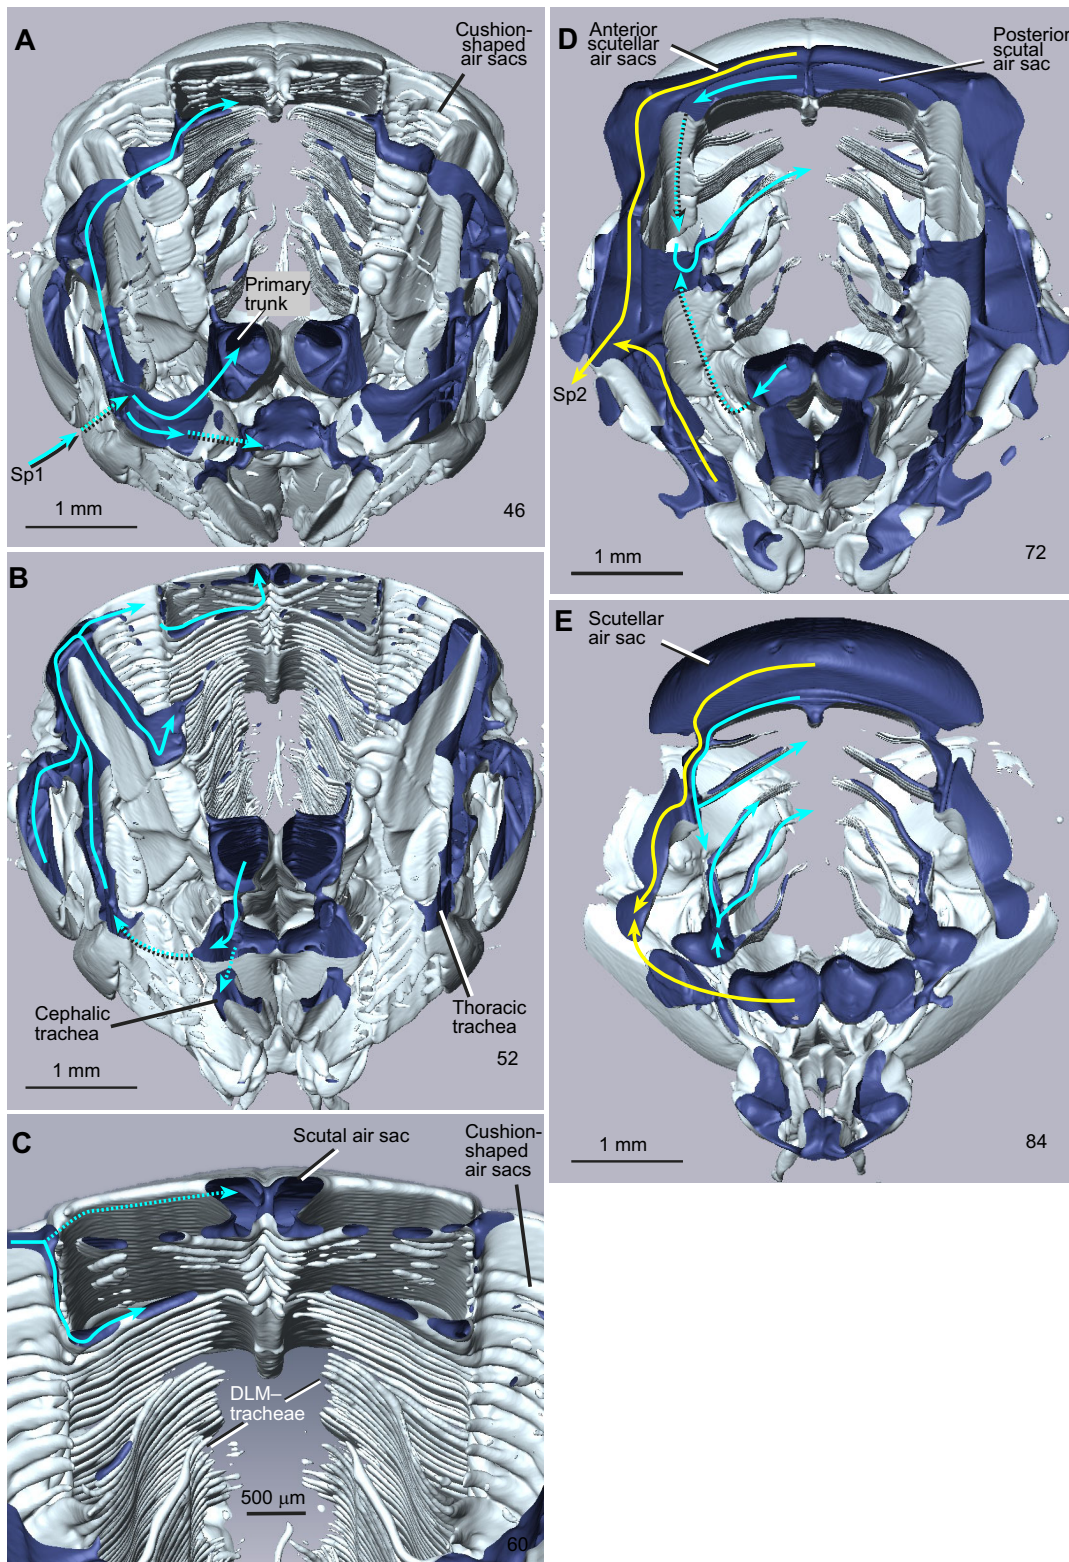 A
Cushion-
shaped
air sacs
Primary
trunk
Sp1
1 mm
46
B
Cephalic
trachea
Thoracic
trachea
1 mm
52
C
Scutal air sac
Cushion-
shaped
air sacs
DLM–
tracheae
500 µm
60
D
Anterior
scutellar
air sacs
Posterior
scutal
air sac
Sp2
1 mm
72
E
Scutellar
air sac
1 mm
84